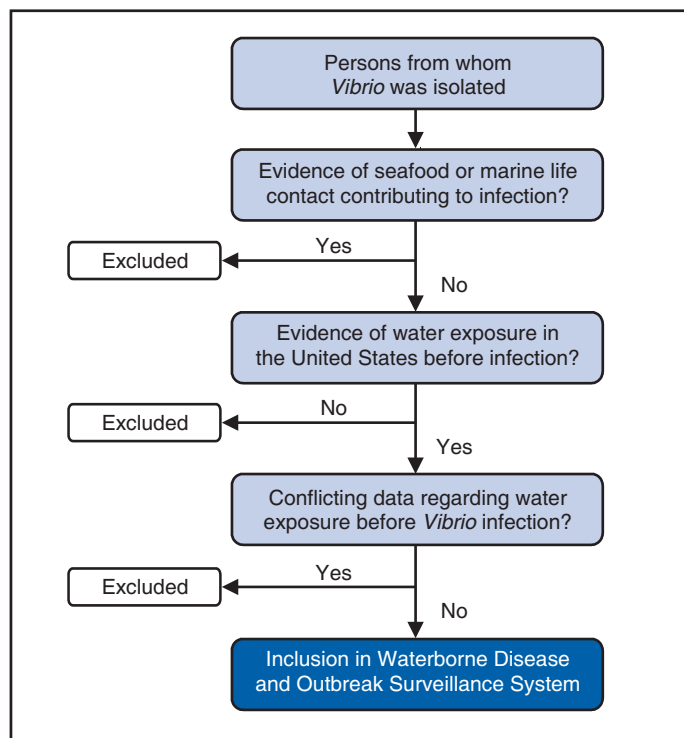 Persons from whom
Vibrio was isolated
Evidence of seafood or marine life
contact contributing to infection?
Excluded
Yes
No
Evidence of water exposure in
the United States before infection?
Excluded
No
Yes
Conflicting data regarding water
exposure before Vibrio infection?
Excluded
Yes
No
Inclusion in Waterborne Disease
and Outbreak Surveillance System